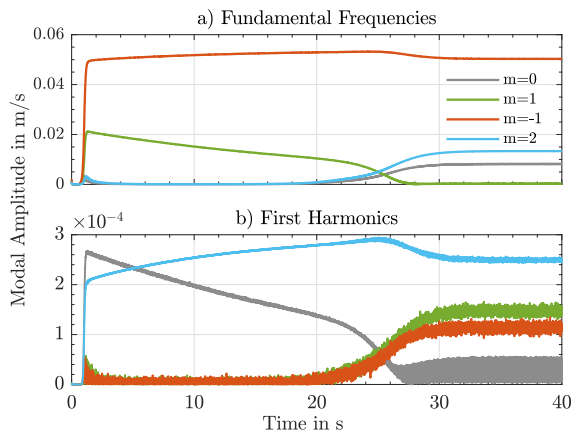 a) Fundamental Frequencies
0.06
0.04
0.02
0
m=0
m=1
m=-1
m=2
Modal Amplitude in m/s
b) First Harmonics
×10⁻⁴
3
2
1
0
0 10 20 30 40
Time in s